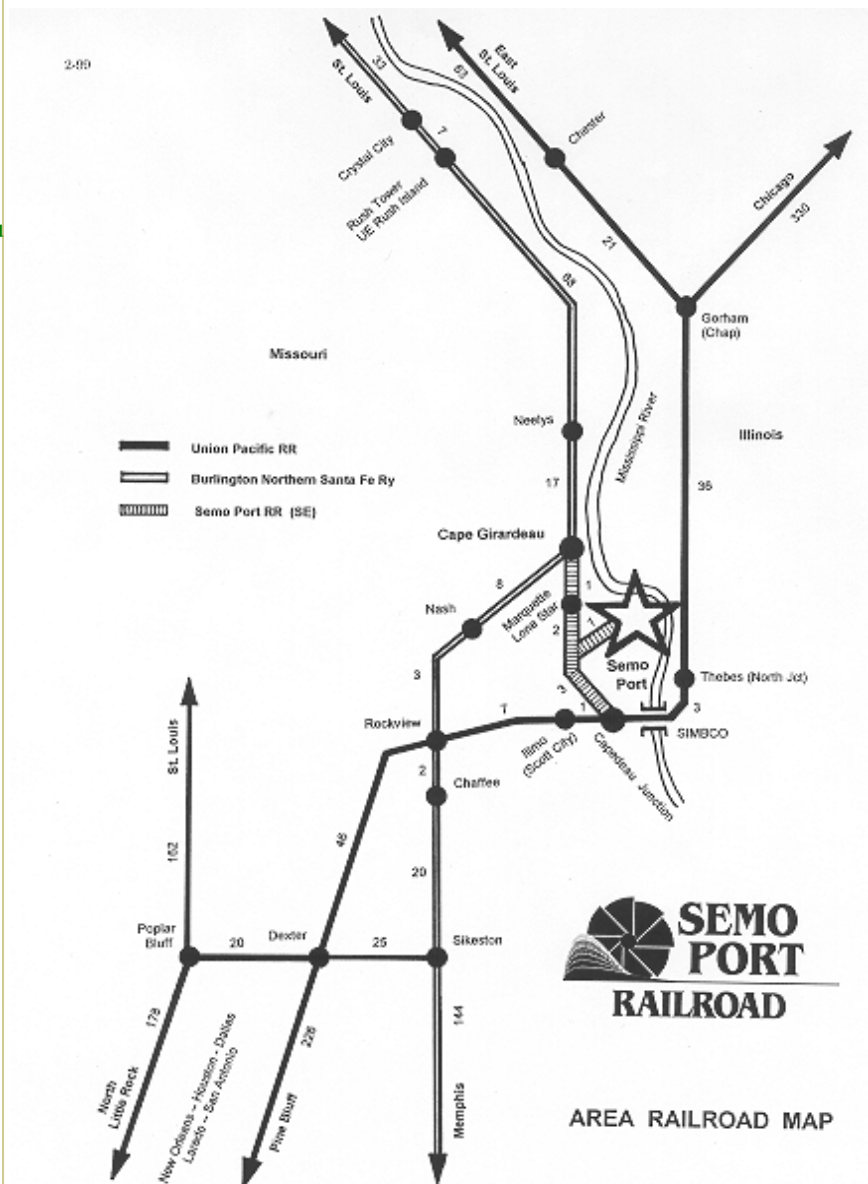 2-99
33
St. Louis
63
East
St. Louis
Crystal City
7
Chester
Rush Tower
UE Rush Island
Chicago
330
21
68
Gorham
(Chap)
Missouri
Mississippi River
Illinois
Neelys
Union Pacific RR
Burlington Northern Santa Fe Ry
Semo Port RR (SE)
17
35
Cape Girardeau
8
1
Nash
Marquette
Lone Star
2
1
Semo
Port
3
3
Thebes (North Jct)
7
1
3
Rockview
Illmo
(Scott City)
SIMBCO
Capedeau Junction
St. Louis
2
Chaffee
162
46
20
Poplar
Bluff
20
Dexter
25
Sikeston
SEMO
PORT
RAILROAD
178
226
144
North
Little Rock
New Orleans - Houston - Dallas
Laredo - San Antonio
Pine Bluff
Memphis
AREA RAILROAD MAP